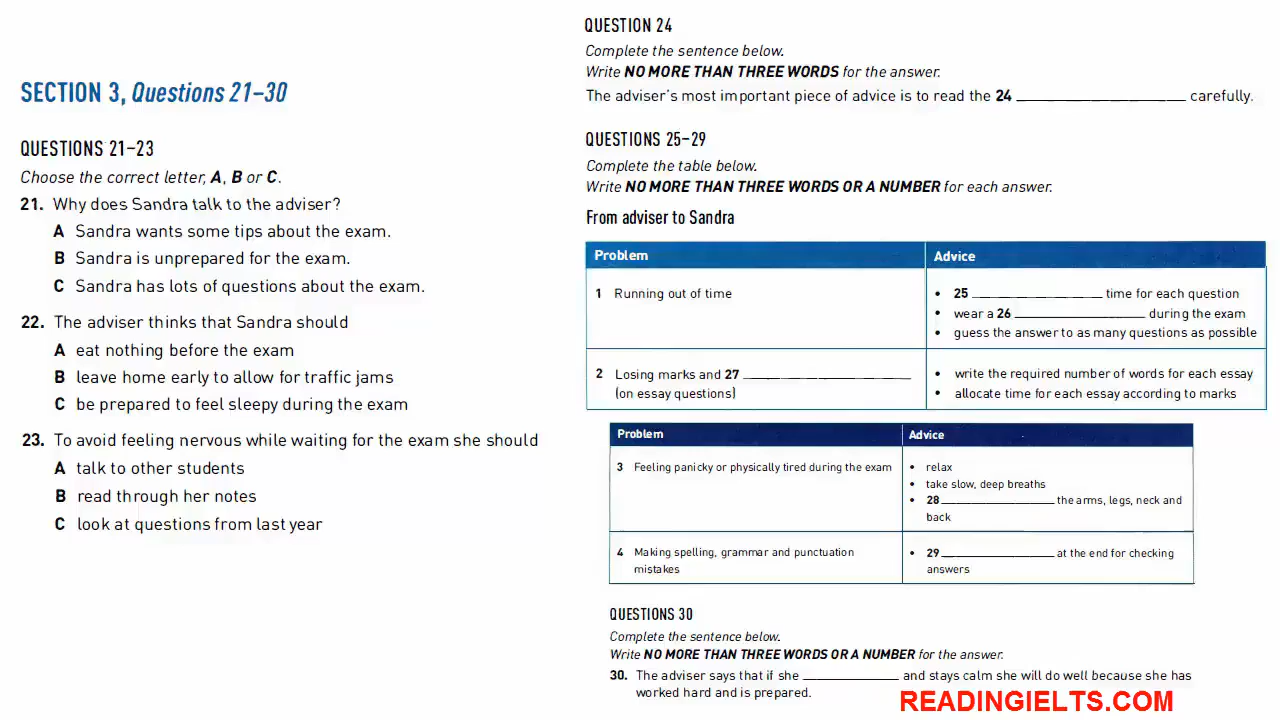 SECTION 3, Questions 21–30
QUESTIONS 21–23
Choose the correct letter, A, B or C.
21. Why does Sandra talk to the adviser?
A Sandra wants some tips about the exam.
B Sandra is unprepared for the exam.
C Sandra has lots of questions about the exam.
22. The adviser thinks that Sandra should
A eat nothing before the exam
B leave home early to allow for traffic jams
C be prepared to feel sleepy during the exam
23. To avoid feeling nervous while waiting for the exam she should
A talk to other students
B read through her notes
C look at questions from last year
QUESTION 24
Complete the sentence below.
Write NO MORE THAN THREE WORDS for the answer.
The adviser's most important piece of advice is to read the 24 ____________________ carefully.
QUESTIONS 25–29
Complete the table below.
Write NO MORE THAN THREE WORDS OR A NUMBER for each answer.
From adviser to Sandra
Problem
Advice
1 Running out of time
• 25 ________________ time for each question
• wear a 26 ________________ during the exam
• guess the answer to as many questions as possible
2 Losing marks and 27 ____________________
(on essay questions)
• write the required number of words for each essay
• allocate time for each essay according to marks
Problem
Advice
3 Feeling panicky or physically tired during the exam
• relax
• take slow, deep breaths
• 28 ________________ the arms, legs, neck and
back
4 Making spelling, grammar and punctuation
mistakes
• 29 ________________ at the end for checking
answers
QUESTIONS 30
Complete the sentence below.
Write NO MORE THAN THREE WORDS OR A NUMBER for the answer.
30. The adviser says that if she ______________ and stays calm she will do well because she has
worked hard and is prepared.
READINGIELTS.COM